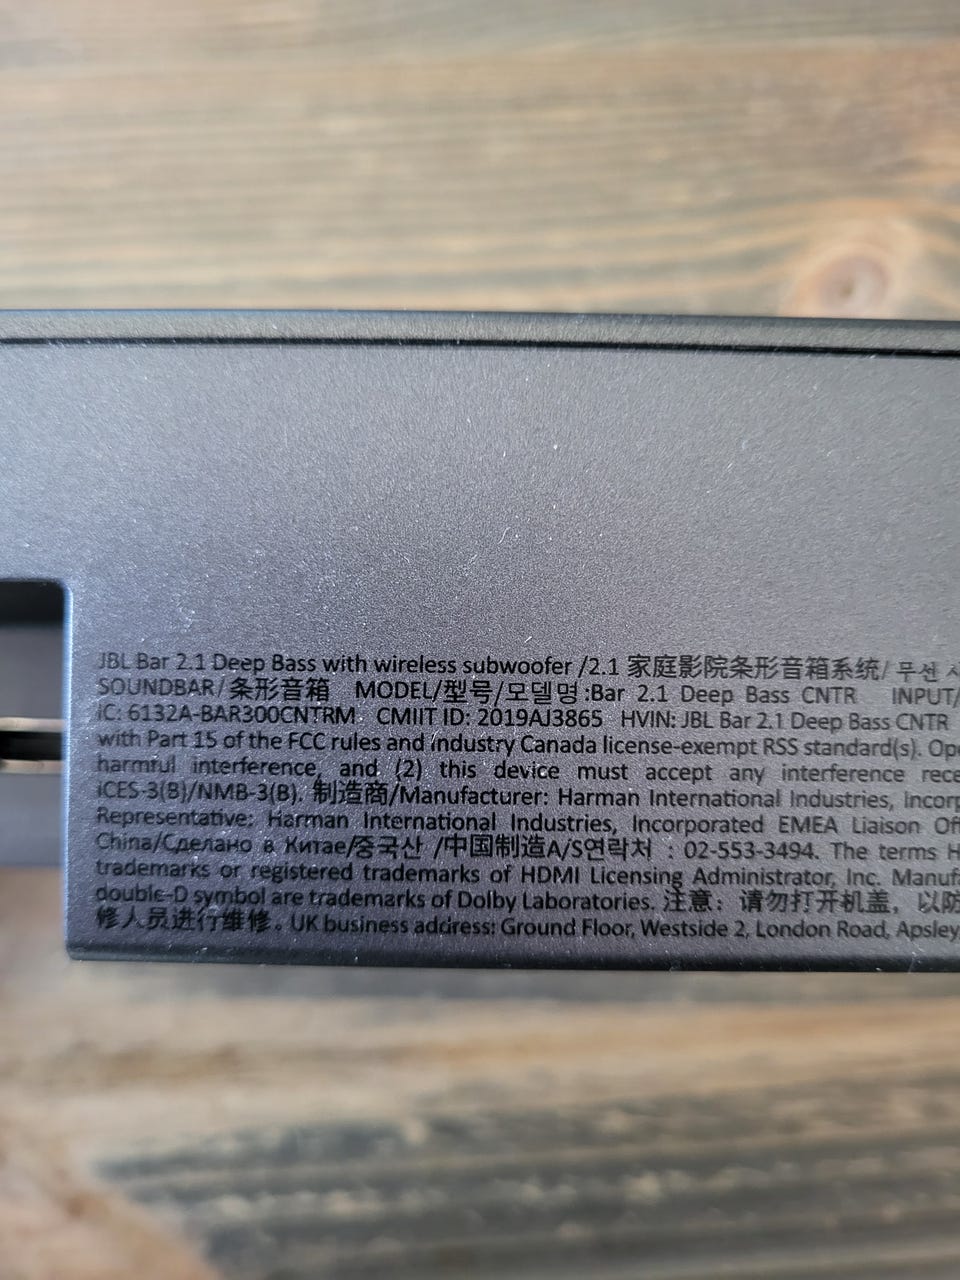 JBL Bar 2.1 Deep Bass with wireless subwoofer /2.1 家庭影院条形音箱系统/ 무선
SOUNDBAR/条形音箱 MODEL/型号/모델명:Bar 2.1 Deep Bass CNTR INPUT/
IC: 6132A-BAR300CNTRM CMIIT ID: 2019AJ3865 HVIN: JBL Bar 2.1 Deep Bass CNTR
with Part 15 of the FCC rules and industry Canada license-exempt RSS standard(s). Ope
harmful interference, and (2) this device must accept any interference rece
ICES-3(B)/NMB-3(B). 制造商/Manufacturer: Harman International Industries, Incorp
Representative: Harman International Industries, Incorporated EMEA Liaison Off
China/Сделано в Китае/중국산 /中国制造A/S연락처 : 02-553-3494. The terms H
trademarks or registered trademarks of HDMI Licensing Administrator, Inc. Manufa
double-D symbol are trademarks of Dolby Laboratories. 注意：请勿打开机盖，以防
修人员进行维修。UK business address: Ground Floor, Westside 2, London Road, Apsley,